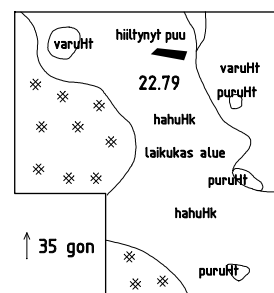 hiiltynyt puu
varuHt
varuHt
22.79
puruHt
hahuHk
laikukas alue
puruHt
hahuHk
35 gon
puruHt